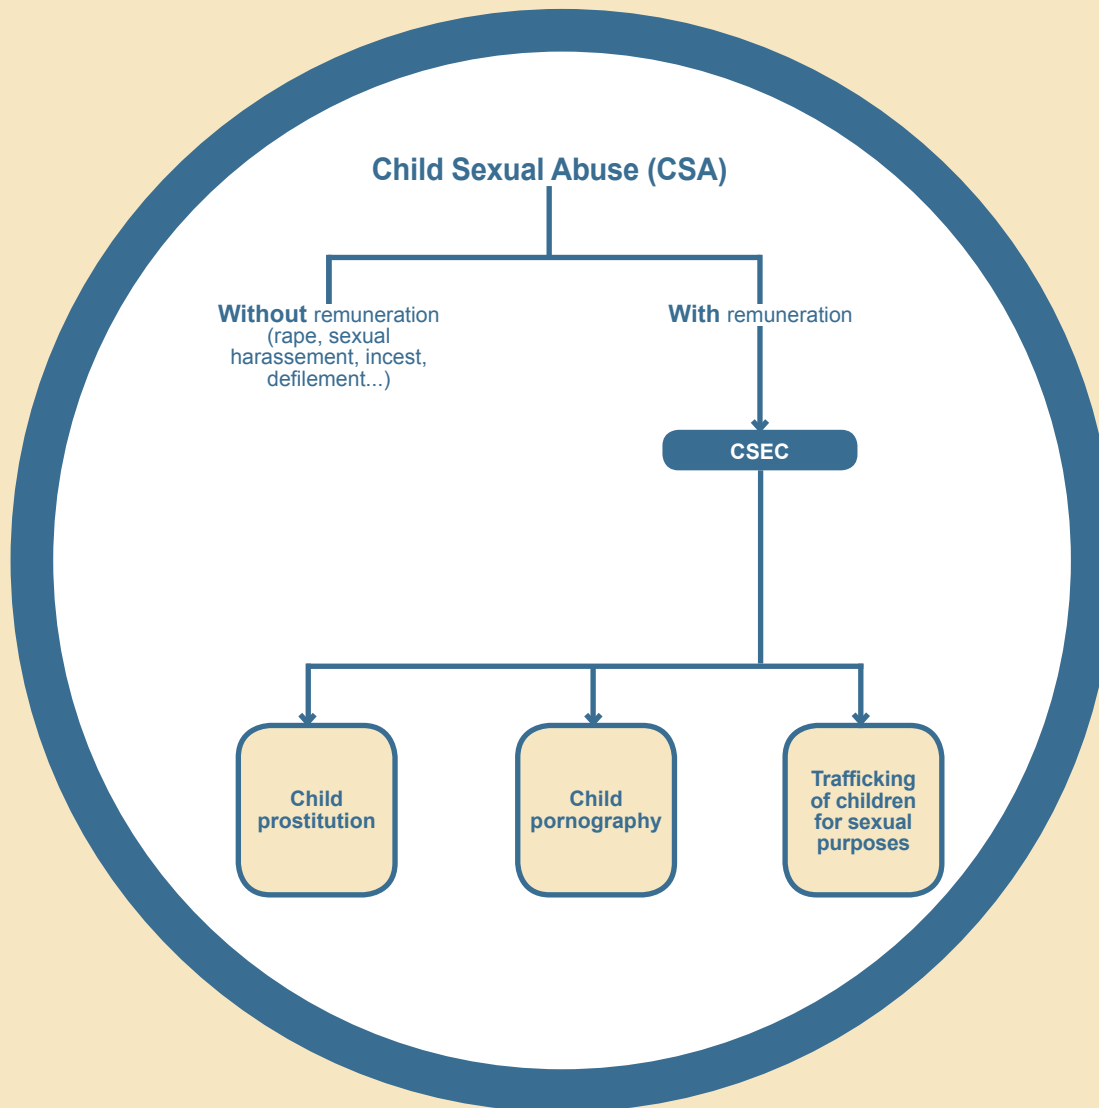 Child Sexual Abuse (CSA)
Without remuneration
(rape, sexual
harassement, incest,
defilement...)
With remuneration
CSEC
Child
prostitution
Child
pornography
Trafficking
of children
for sexual
purposes